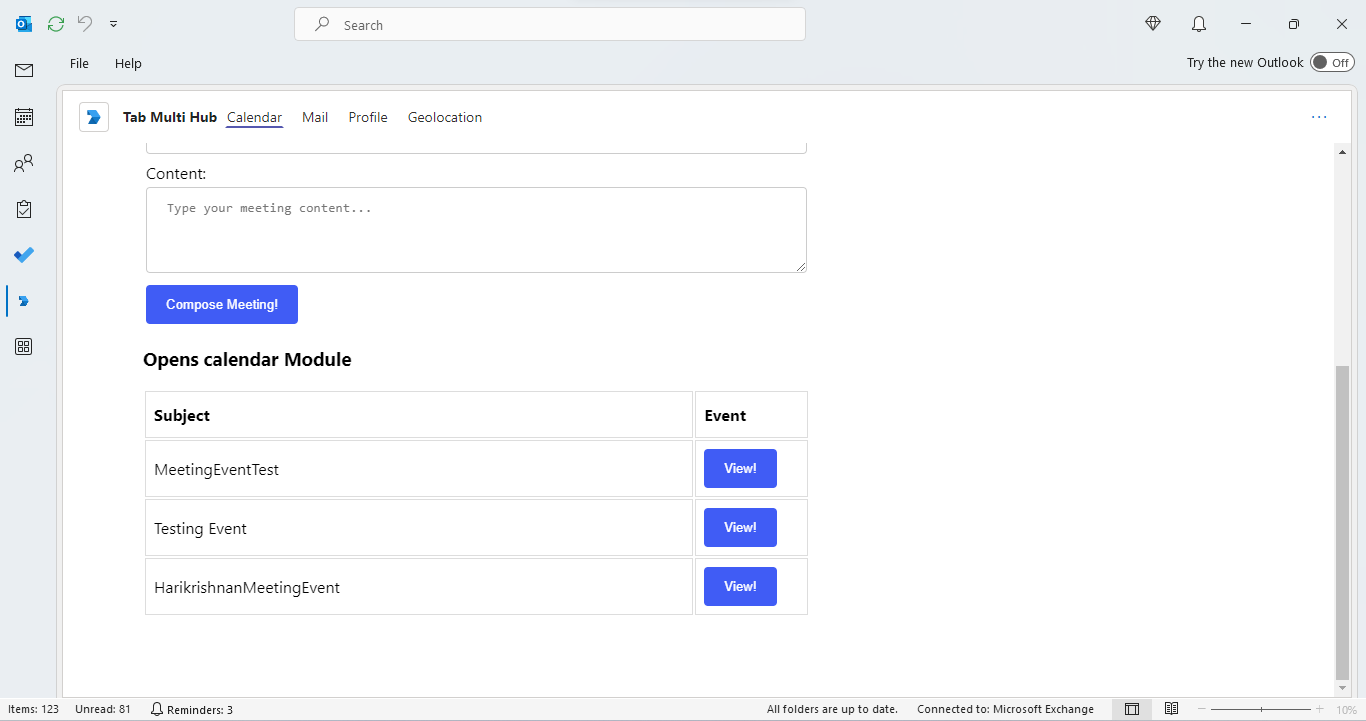 Search
File Help
Try the new Outlook Off
Tab Multi Hub Calendar Mail Profile Geolocation
Content:
Type your meeting content...
Compose Meeting!
Opens calendar Module
Subject Event
MeetingEventTest View!
Testing Event View!
HarikrishnanMeetingEvent View!
Items: 123 Unread: 81 Reminders: 3 All folders are up to date. Connected to: Microsoft Exchange 10%